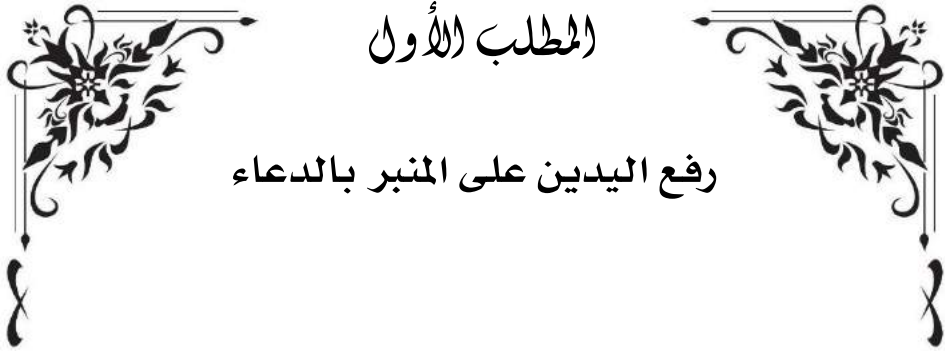 المطلب الأول
رفع اليدين على المنبر بالدعاء